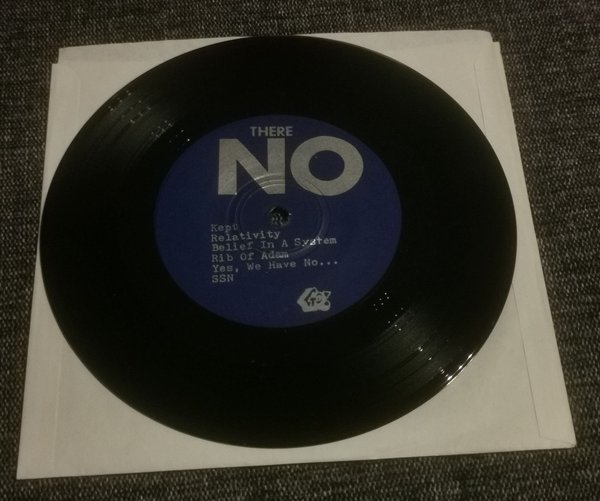 THERE
NO
Kept
Relativity
Belief In A System
Rib Of Adam
Yes, We Have No...
SSN